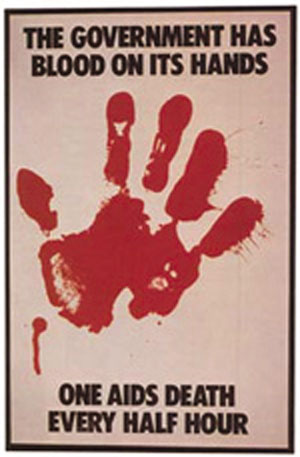 THE GOVERNMENT HAS
BLOOD ON ITS HANDS
ONE AIDS DEATH
EVERY HALF HOUR